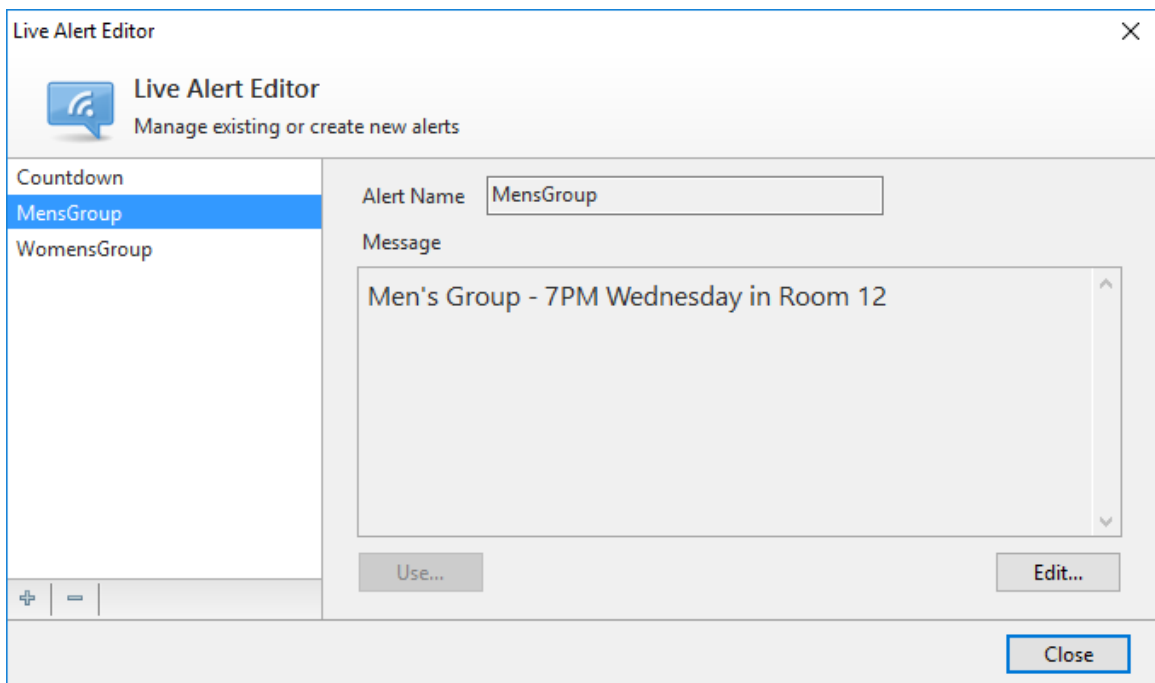 Live Alert Editor
Live Alert Editor
Manage existing or create new alerts
Countdown
MensGroup
WomensGroup
Alert Name MensGroup
Message
Men's Group - 7PM Wednesday in Room 12
Use...
Edit...
Close